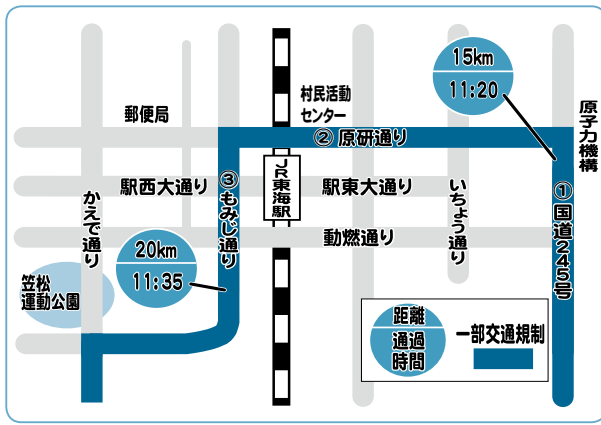 15km
11:20
原子力機構
村民活動
センター
郵便局
② 原研通り
JR東海駅
③ もみじ通り
駅西大通り
駅東大通り
いちょう通り
① 国道245号
かえで通り
動燃通り
20km
11:35
笠松
運動公園
距離
通過
時間
一部交通規制